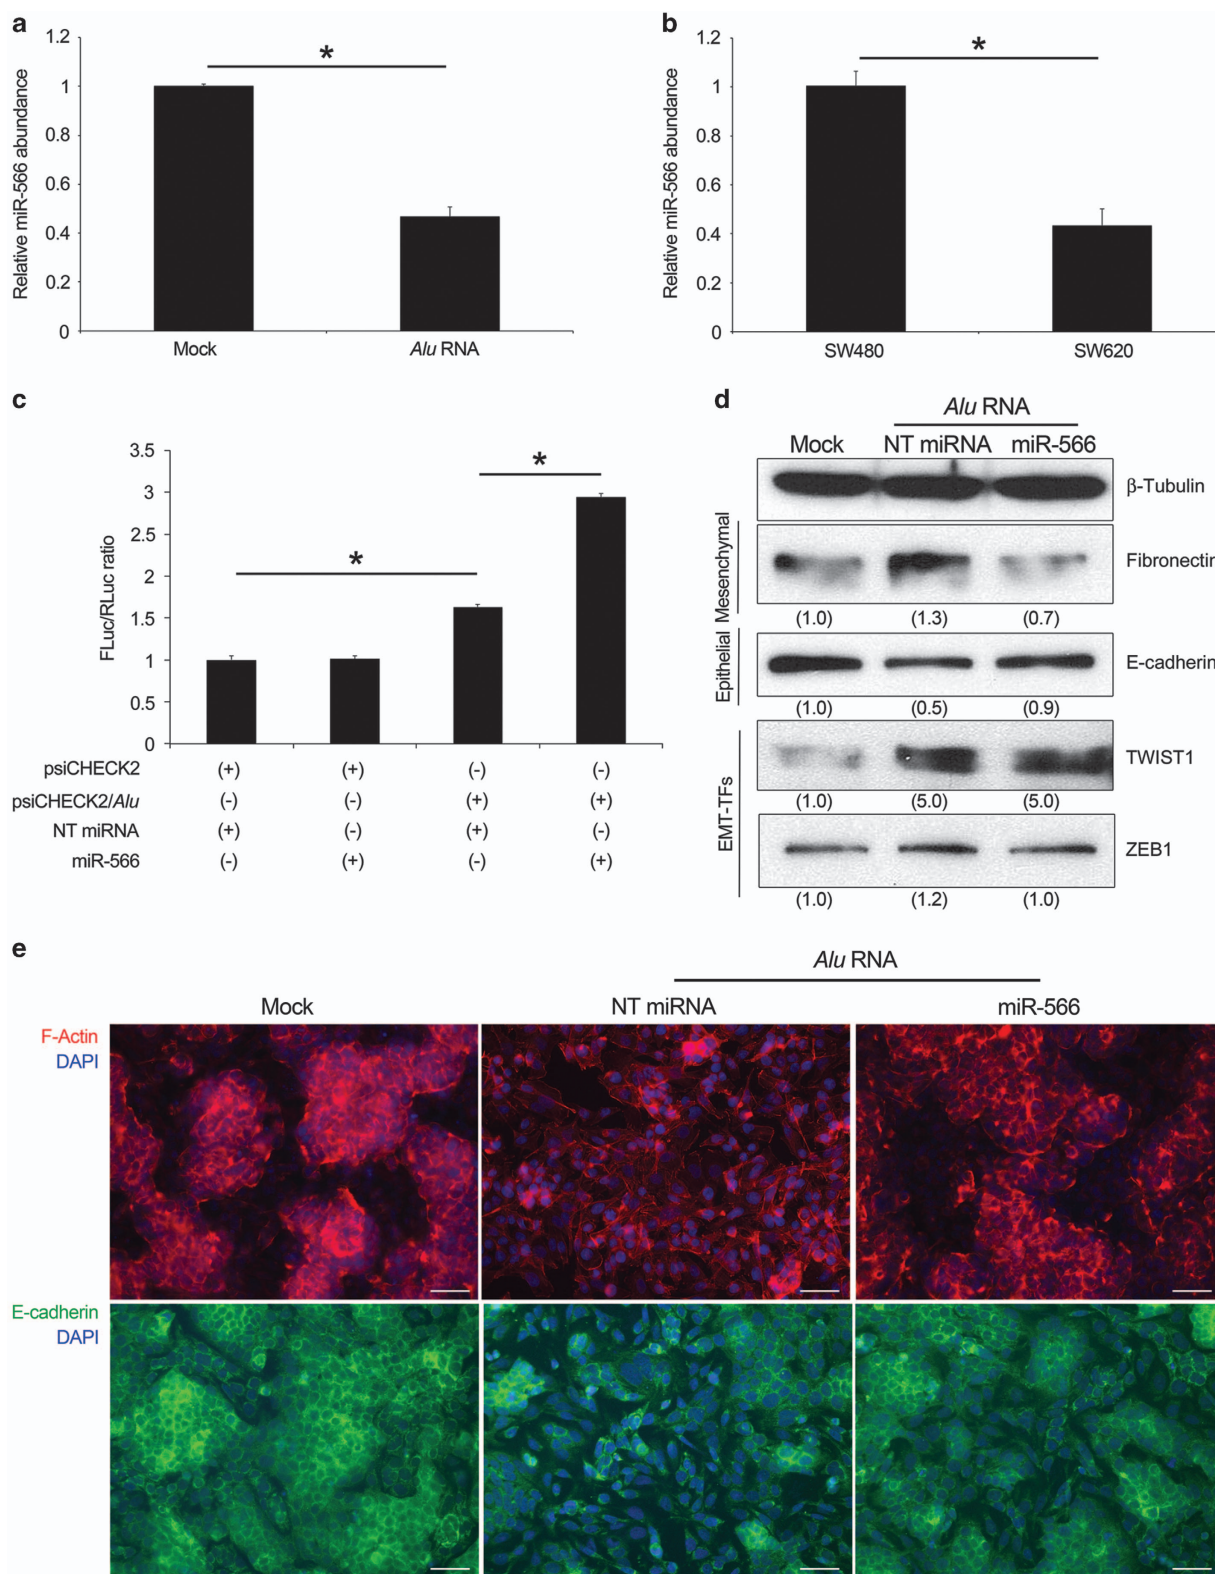 a
1.2
1
0.8
0.6
0.4
0.2
0
Relative miR-566 abundance
*
Mock
Alu RNA
b
1.2
1
0.8
0.6
0.4
0.2
0
Relative miR-566 abundance
*
SW480
SW620
c
3.5
3
2.5
2
1.5
1
0.5
0
FLuc/RLuc ratio
*
*
psiCHECK2 (+) (+) (-) (-)
psiCHECK2/Alu (-) (-) (+) (+)
NT miRNA (+) (-) (+) (-)
miR-566 (-) (+) (-) (+)
d
Alu RNA
Mock NT miRNA miR-566
β-Tubulin
Mesenchymal
Fibronectin
(1.0) (1.3) (0.7)
Epithelial
E-cadherin
(1.0) (0.5) (0.9)
EMT-TFs
TWIST1
(1.0) (5.0) (5.0)
ZEB1
(1.0) (1.2) (1.0)
e
Alu RNA
Mock NT miRNA miR-566
F-Actin
DAPI
E-cadherin
DAPI